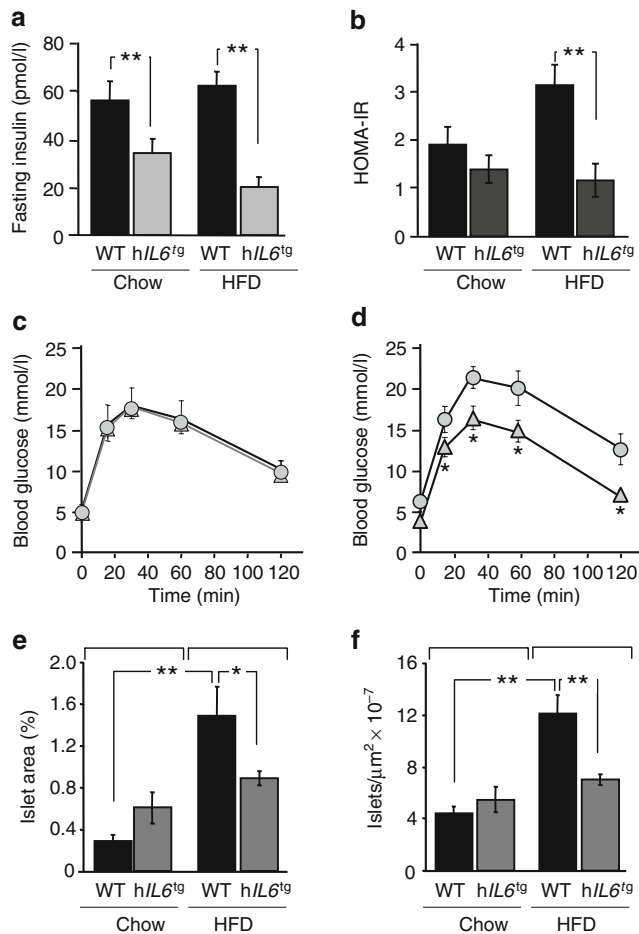 a
Fasting insulin (pmol/l)
80
60
40
20
0
**
**
WT hIL6tg WT hIL6tg
Chow HFD
b
HOMA-IR
4
3
2
1
0
**
WT hIL6tg WT hIL6tg
Chow HFD
c
Blood glucose (mmol/l)
25
20
15
10
5
0
0 20 40 60 80 100 120
Time (min)
d
Blood glucose (mmol/l)
25
20
15
10
5
0
* * * *
0 20 40 60 80 100 120
Time (min)
e
Islet area (%)
2.0
1.6
1.2
0.8
0.4
0
** *
WT hIL6tg WT hIL6tg
Chow HFD
f
Islets/μm² × 10⁻⁷
16
12
8
4
0
** **
WT hIL6tg WT hIL6tg
Chow HFD